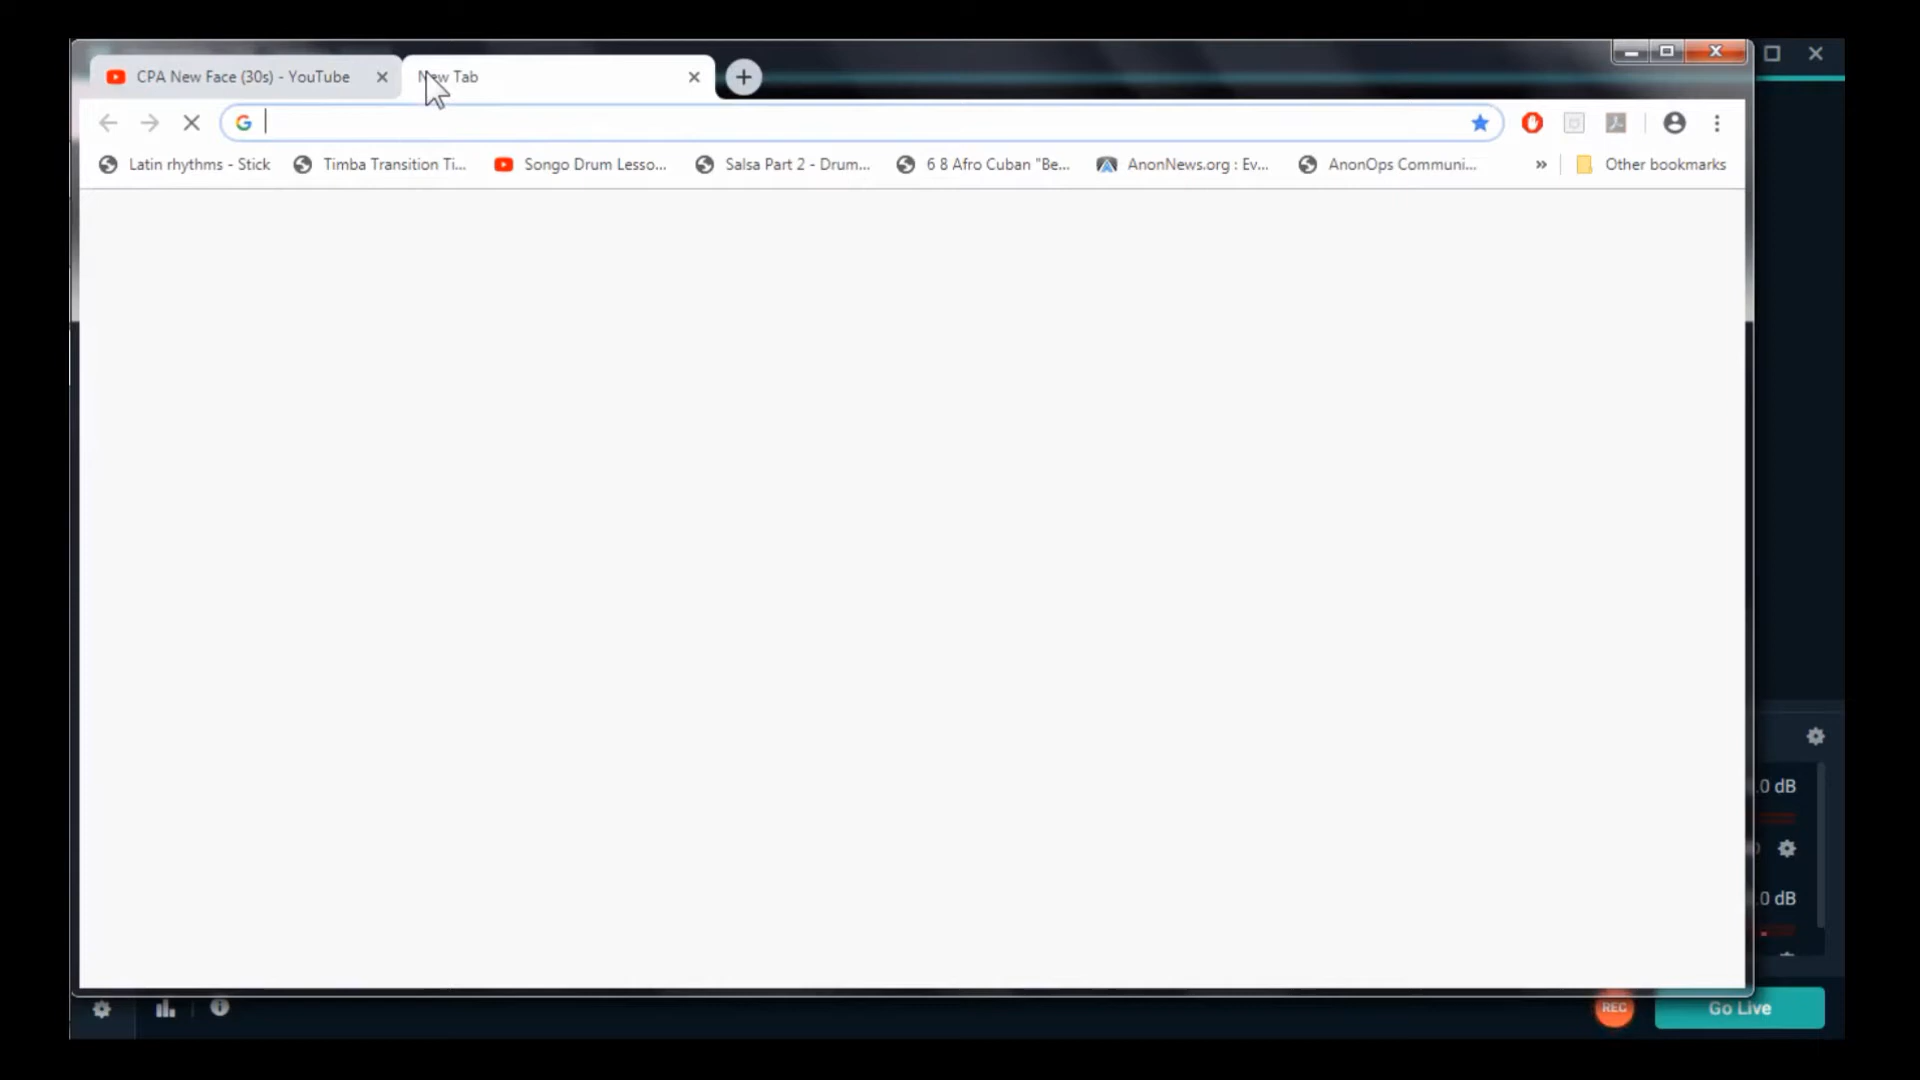 CPA New Face (30s) - YouTube
New Tab
Latin rhythms - Stick
Timba Transition Ti...
Songo Drum Lesso...
Salsa Part 2 - Drum...
6 8 Afro Cuban "Be...
AnonNews.org : Ev...
AnonOps Communi...
»
Other bookmarks
.0 dB
.0 dB
REC
Go Live